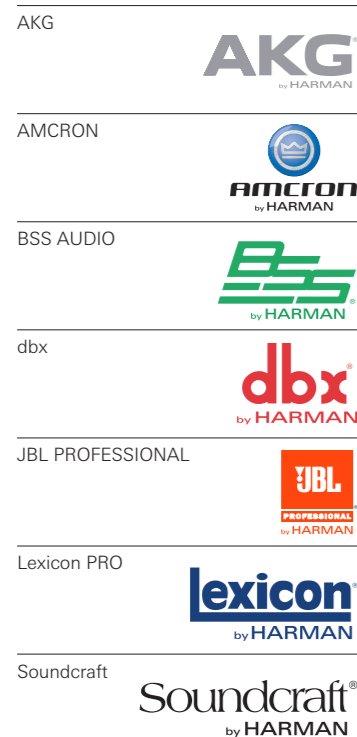 AKG
AKG®
by HARMAN
AMCRON
amcron
by HARMAN
BSS AUDIO
BSS®
by HARMAN
dbx
dbx®
by HARMAN
JBL PROFESSIONAL
JBL®
PROFESSIONAL
by HARMAN
Lexicon PRO
Lexicon®
by HARMAN
Soundcraft
Soundcraft®
by HARMAN